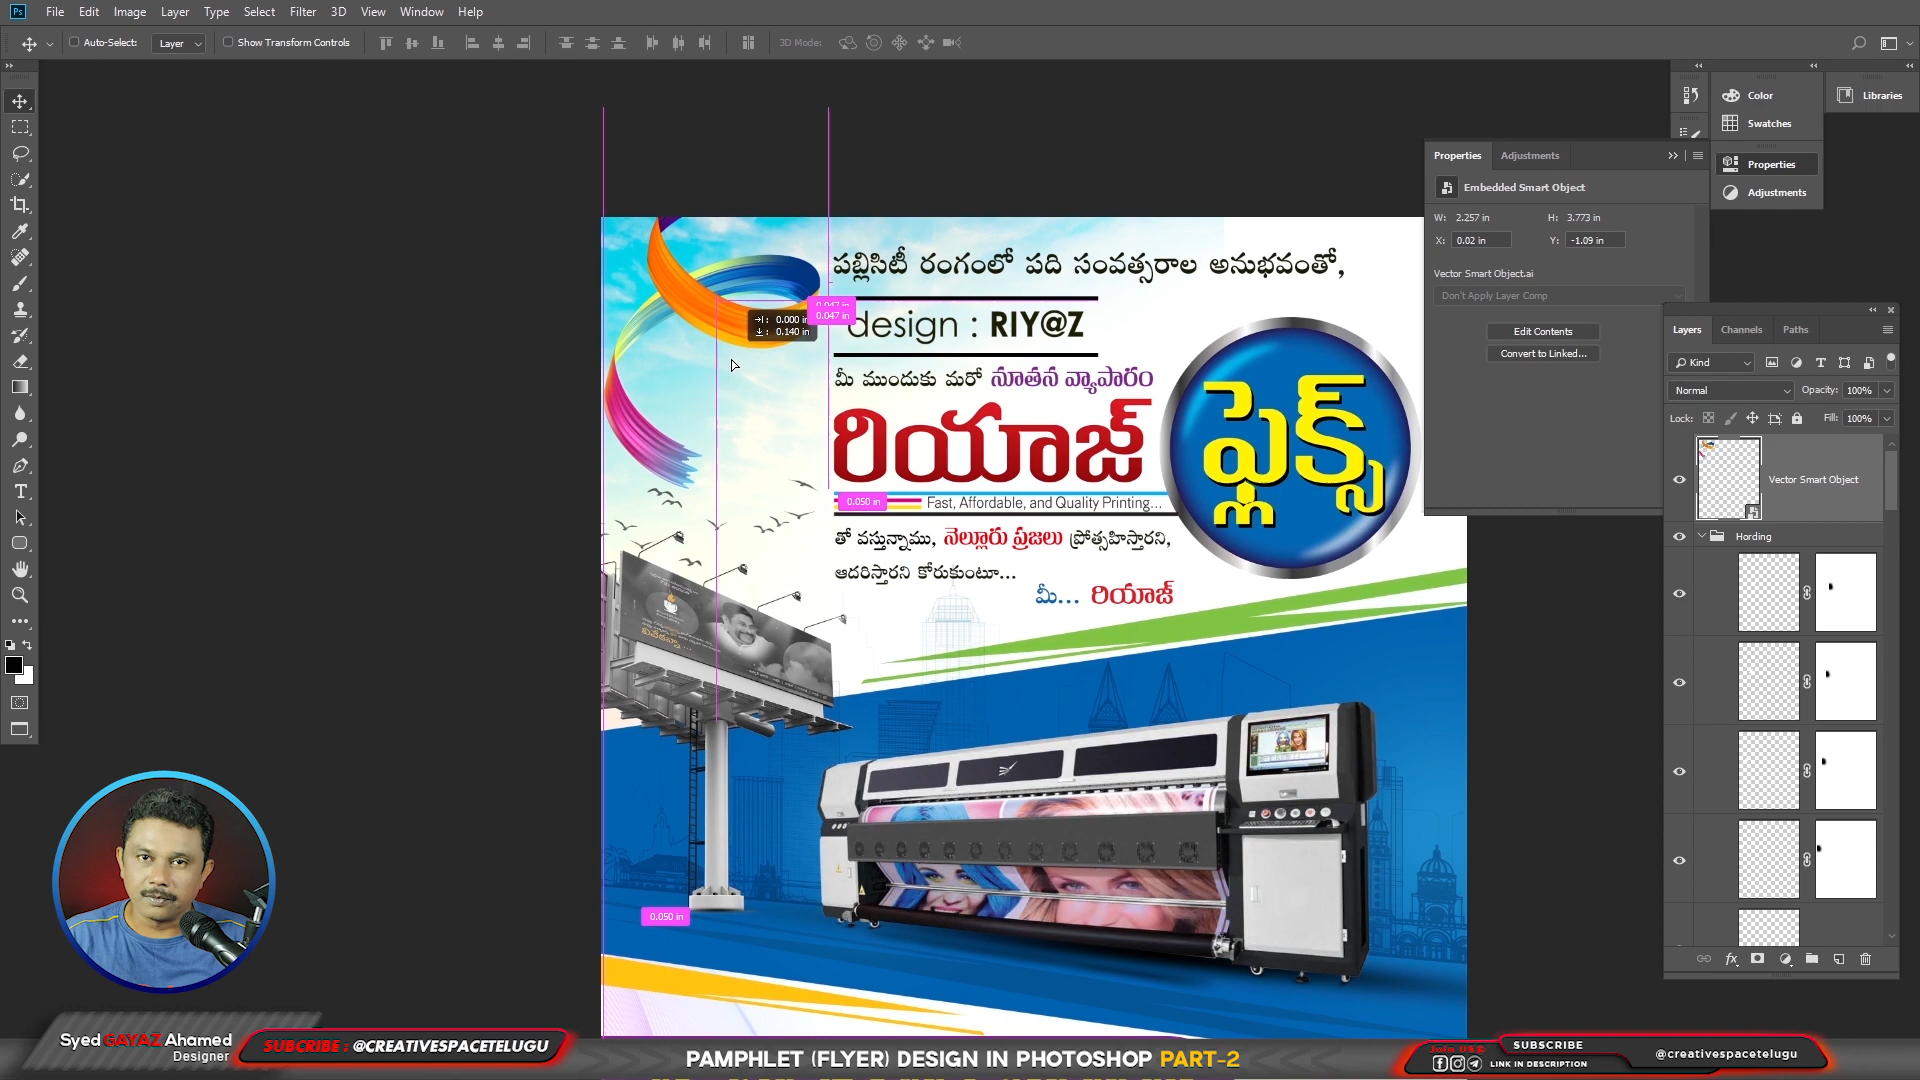 Ps File Edit Image Layer Type Select Filter 3D View Window Help
Auto-Select: Layer Show Transform Controls 3D Mode:
Color
Swatches
Properties
Adjustments
Libraries
Properties Adjustments
Embedded Smart Object
W: 2.257 in H: 3.773 in
X: 0.02 in Y: -1.09 in
Vector Smart Object.ai
Don't Apply Layer Comp
Edit Contents
Convert to Linked...
Layers Channels Paths
Kind
Normal Opacity: 100%
Lock: Fill: 100%
Vector Smart Object
Hording
పబ్లిసిటీ రంగంలో పది సంవత్సరాల అనుభవంతో,
0.047 in
0.047 in
0.000 in
0.140 in
design : RIY@Z
మీ ముందుకు మరో నూతన వ్యాపారం
రియాజ్
ఫ్లెక్స్
0.050 in
Fast, Affordable, and Quality Printing...
తో వస్తున్నాము, నెల్లూరు ప్రజలు ప్రోత్సహిస్తారని,
ఆదరిస్తారని కోరుకుంటూ...
మీ... రియాజ్
0.050 in
Syed GAYAZ Ahamed
Designer
SUBCRIBE : @CREATIVESPACETELUGU
PAMPHLET (FLYER) DESIGN IN PHOTOSHOP PART-2
Join US@
SUBSCRIBE
LINK IN DESCRIPTION
@creativespacetelugu